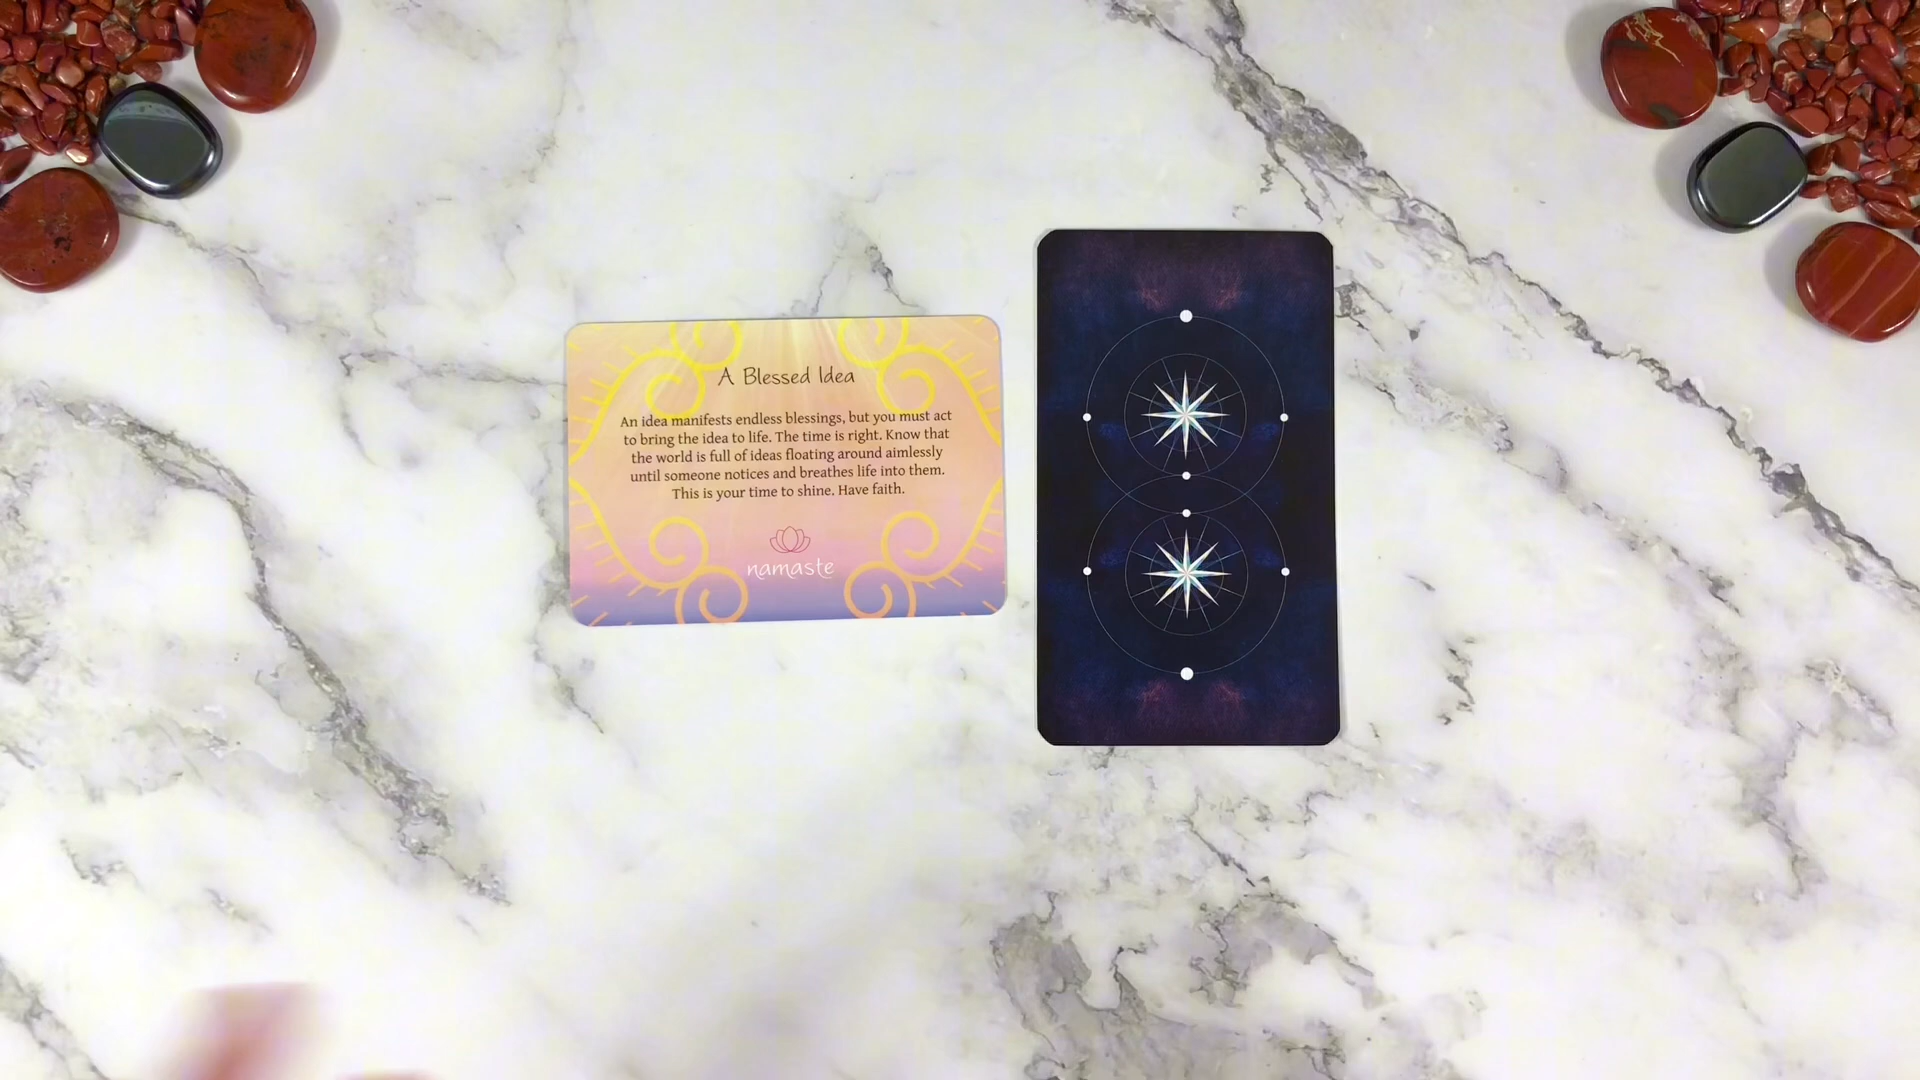 A Blessed Idea
An idea manifests endless blessings, but you must act
to bring the idea to life. The time is right. Know that
the world is full of ideas floating around aimlessly
until someone notices and breathes life into them.
This is your time to shine. Have faith.
namaste